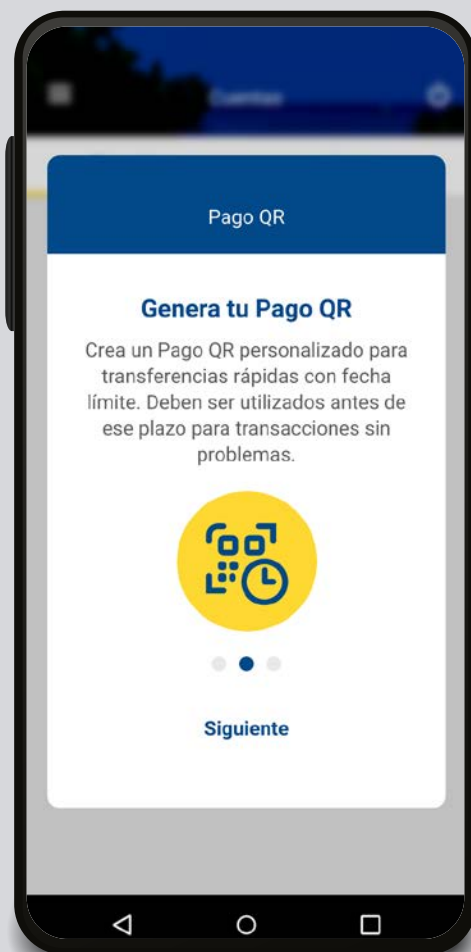 Cuentas
Pago QR
Genera tu Pago QR
Crea un Pago QR personalizado para
transferencias rápidas con fecha
límite. Deben ser utilizados antes de
ese plazo para transacciones sin
problemas.
Siguiente